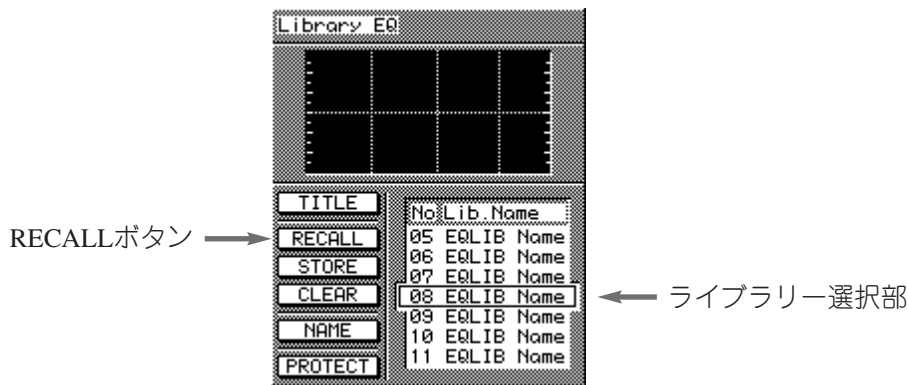 Library EQ
TITLE
RECALLボタン
RECALL
STORE
CLEAR
NAME
PROTECT
No Lib.Name
05 EQLIB Name
06 EQLIB Name
07 EQLIB Name
08 EQLIB Name
09 EQLIB Name
10 EQLIB Name
11 EQLIB Name
ライブラリー選択部